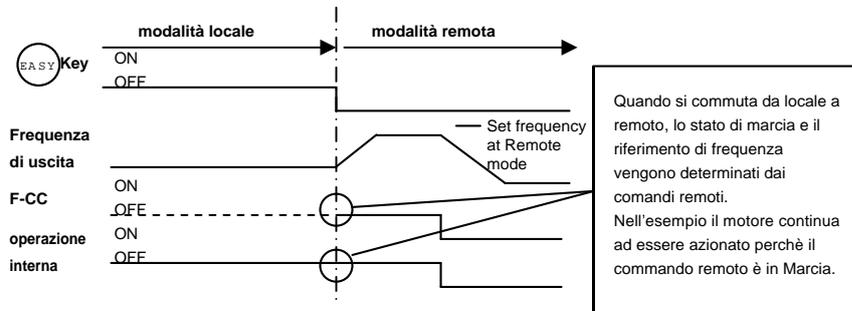 modalità locale
modalità remota
EASY Key
ON
OFF
Frequenza
di uscita
Set frequency
at Remote
mode
F-CC
ON
OFF
operazione
interna
ON
OFF
Quando si commuta da locale a
remoto, lo stato di marcia e il
riferimento di frequenza
vengono determinati dai
comandi remoti.
Nell'esempio il motore continua
ad essere azionato perchè il
commando remoto è in Marcia.